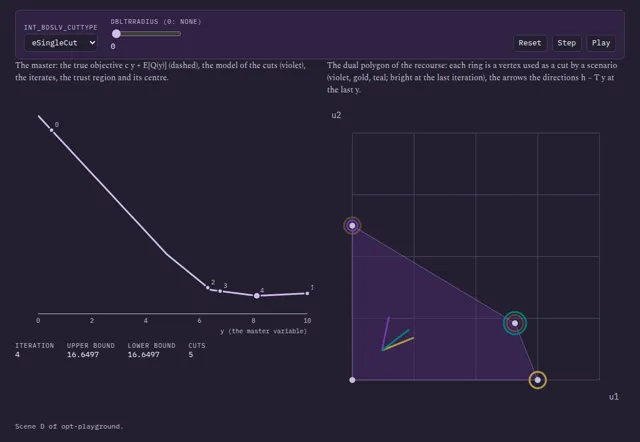 INT_BDSLV_CUTTYPE
DBLTRRADIUS (0: NONE)
eSingleCut
0
Reset
Step
Play
The master: the true objective c y + E[Q(y)] (dashed), the model of the cuts (violet),
the iterates, the trust region and its centre.
The dual polygon of the recourse: each ring is a vertex used as a cut by a scenario
(violet, gold, teal; bright at the last iteration), the arrows the directions h − T y at
the last y.
u2
0
2
3
4
1
0
2
4
6
8
10
y (the master variable)
ITERATION
UPPER BOUND
LOWER BOUND
CUTS
4
16.6497
16.6497
5
u1
Scene D of opt-playground.